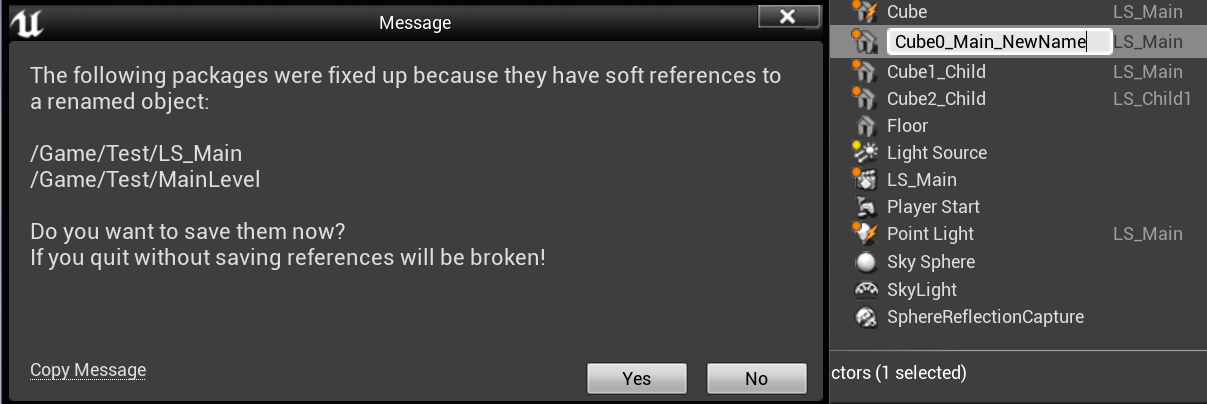 Message
The following packages were fixed up because they have soft references to
a renamed object:
/Game/Test/LS_Main
/Game/Test/MainLevel
Do you want to save them now?
If you quit without saving references will be broken!
Copy Message
Yes No
Cube LS_Main
Cube0_Main_NewName LS_Main
Cube1_Child LS_Main
Cube2_Child LS_Child1
Floor
Light Source
LS_Main
Player Start
Point Light LS_Main
Sky Sphere
SkyLight
SphereReflectionCapture
ctors (1 selected)